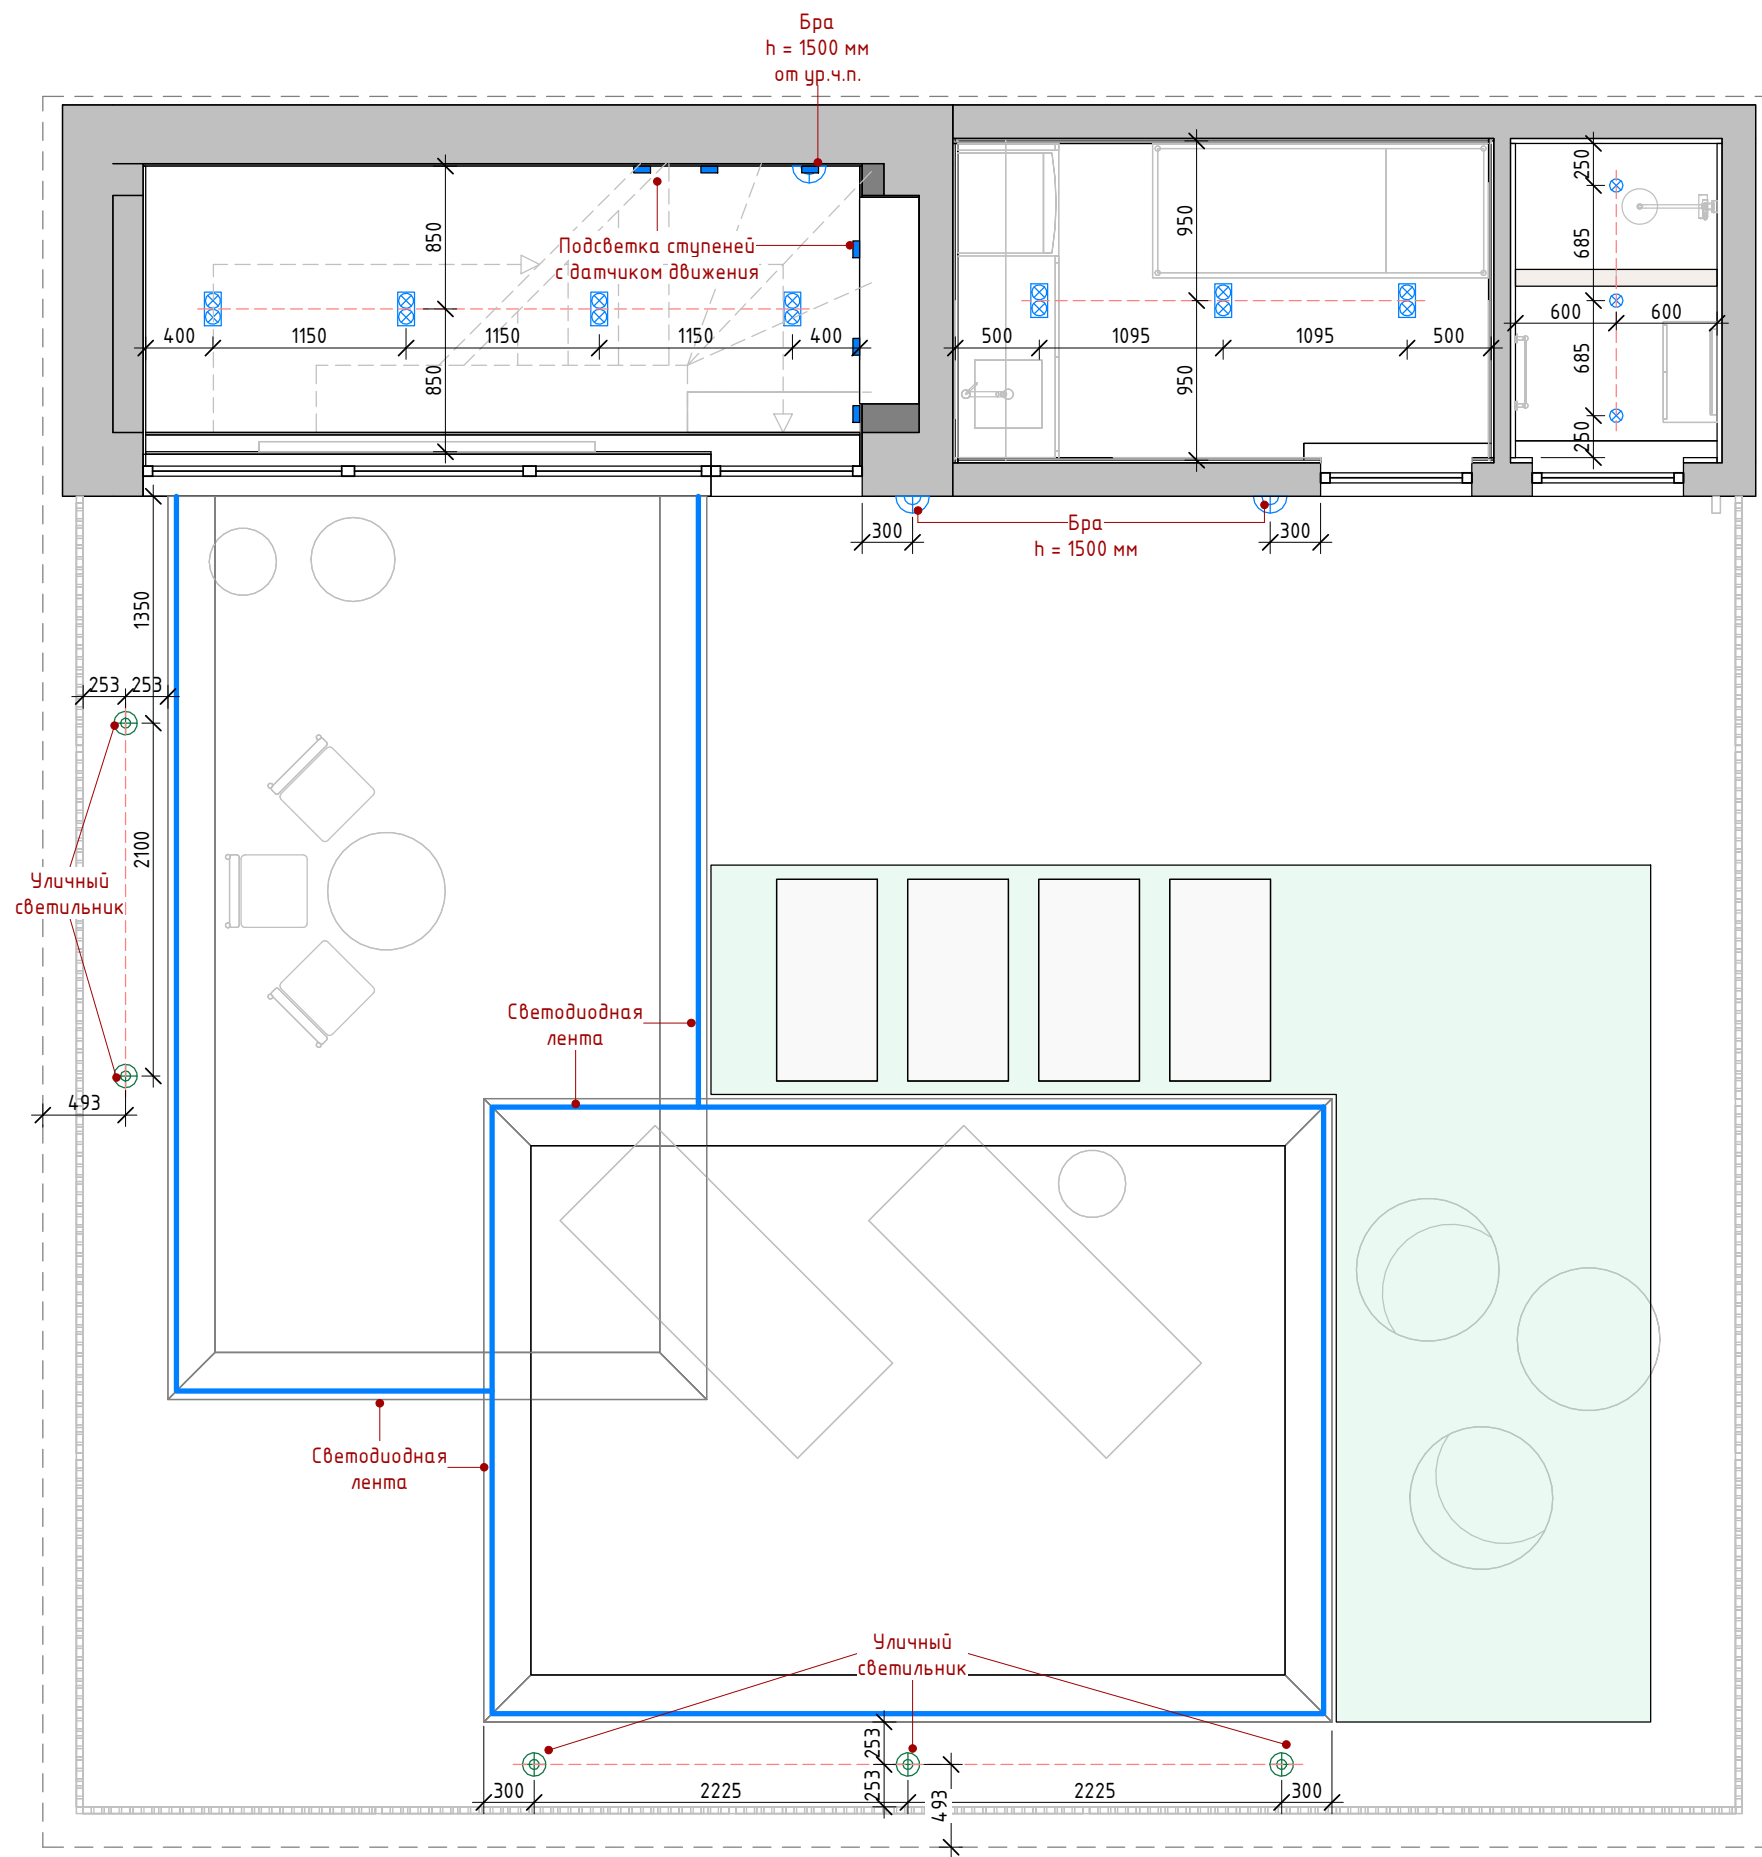 Бра
h = 1500 мм
от ур.ч.п.
850
Подсветка ступеней
с датчиком движения
400
1150
1150
1150
400
850
950
500
1095
1095
500
950
250
685
600
600
685
250
300
Бра
h = 1500 мм
300
1350
253
253
2100
Уличный
светильник
493
Светодиодная
лента
Светодиодная
лента
Уличный
светильник
253
300
2225
253
2225
300
493